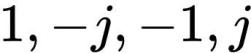 1, -j, -1, j